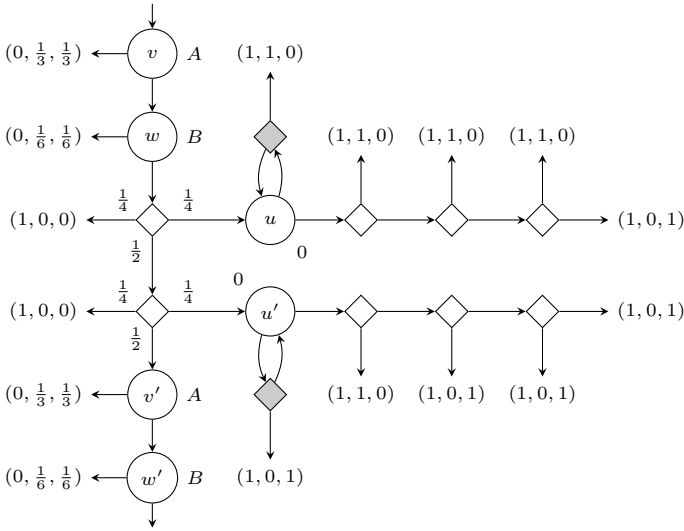 (0, 1/3, 1/3) v A (1, 1, 0)
(0, 1/6, 1/6) w B (1, 1, 0) (1, 1, 0) (1, 1, 0)
1/4 1/4
(1, 0, 0) u (1, 0, 1)
1/2 0
1/4 1/4 0
(1, 0, 0) u′ (1, 0, 1)
1/2
(0, 1/3, 1/3) v′ A (1, 1, 0) (1, 0, 1) (1, 0, 1)
(0, 1/6, 1/6) w′ B (1, 0, 1)